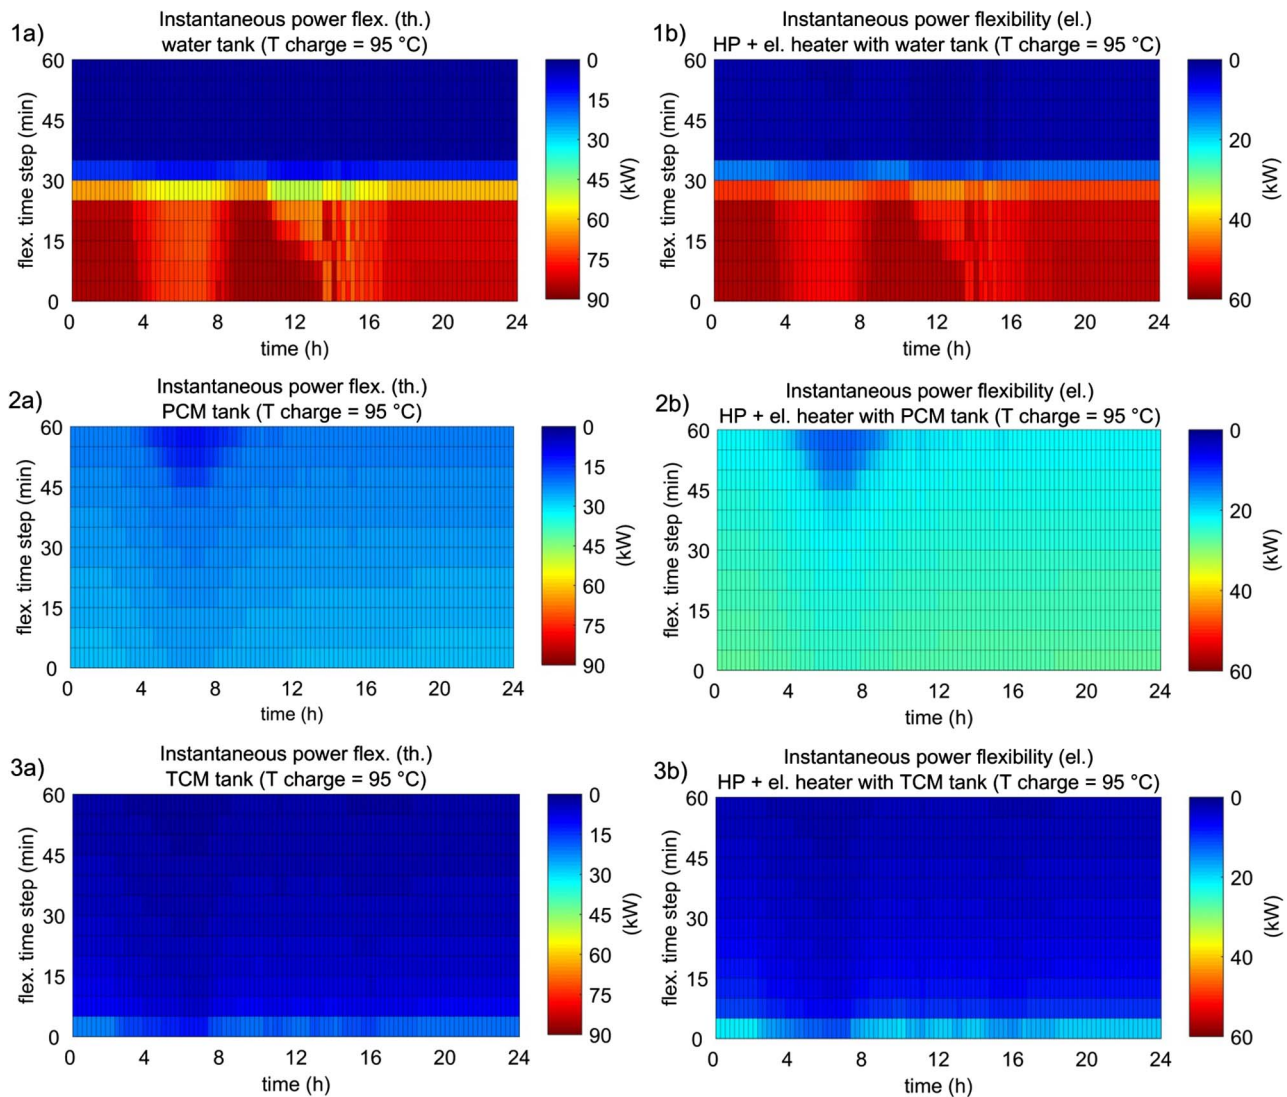 1a)
Instantaneous power flex. (th.)
water tank (T charge = 95 °C)
60
45
30
15
0
flex. time step (min)
0 4 8 12 16 20 24
time (h)
0
15
30
45
60
75
90
(kW)
1b)
Instantaneous power flexibility (el.)
HP + el. heater with water tank (T charge = 95 °C)
60
45
30
15
0
flex. time step (min)
0 4 8 12 16 20 24
time (h)
0
20
40
60
(kW)
2a)
Instantaneous power flex. (th.)
PCM tank (T charge = 95 °C)
60
45
30
15
0
flex. time step (min)
0 4 8 12 16 20 24
time (h)
0
15
30
45
60
75
90
(kW)
2b)
Instantaneous power flexibility (el.)
HP + el. heater with PCM tank (T charge = 95 °C)
60
45
30
15
0
flex. time step (min)
0 4 8 12 16 20 24
time (h)
0
20
40
60
(kW)
3a)
Instantaneous power flex. (th.)
TCM tank (T charge = 95 °C)
60
45
30
15
0
flex. time step (min)
0 4 8 12 16 20 24
time (h)
0
15
30
45
60
75
90
(kW)
3b)
Instantaneous power flexibility (el.)
HP + el. heater with TCM tank (T charge = 95 °C)
60
45
30
15
0
flex. time step (min)
0 4 8 12 16 20 24
time (h)
0
20
40
60
(kW)